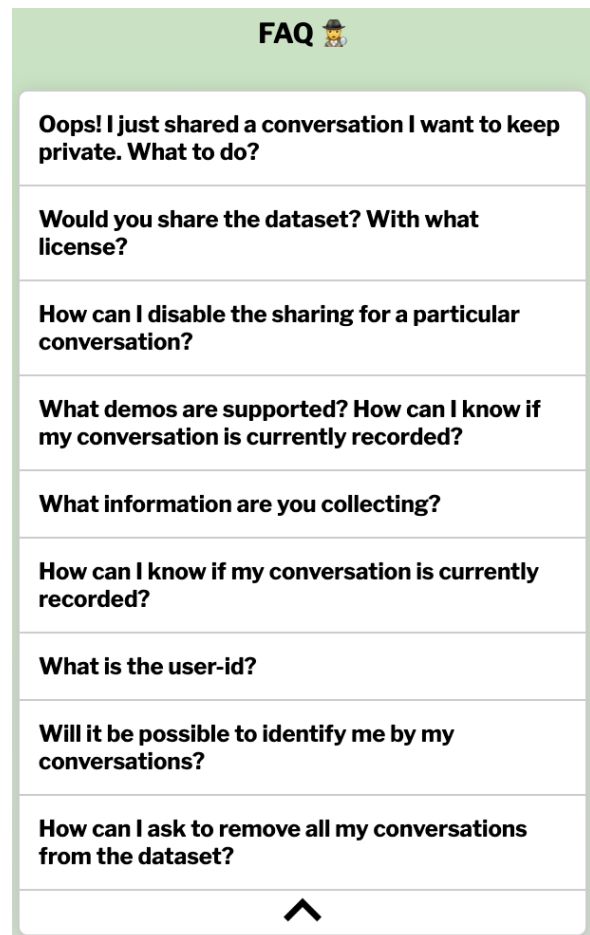 FAQ 🕵️‍♀️
Oops! I just shared a conversation I want to keep
private. What to do?
Would you share the dataset? With what
license?
How can I disable the sharing for a particular
conversation?
What demos are supported? How can I know if
my conversation is currently recorded?
What information are you collecting?
How can I know if my conversation is currently
recorded?
What is the user-id?
Will it be possible to identify me by my
conversations?
How can I ask to remove all my conversations
from the dataset?